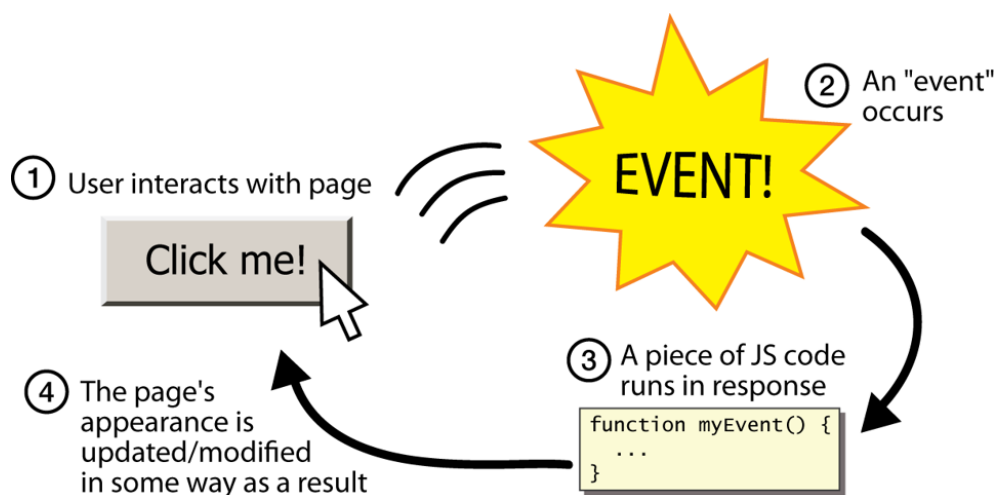 1 User interacts with page
Click me!
EVENT!
2 An "event"
occurs
3 A piece of JS code
runs in response
function myEvent() {
  ...
}
4 The page's
appearance is
updated/modified
in some way as a result